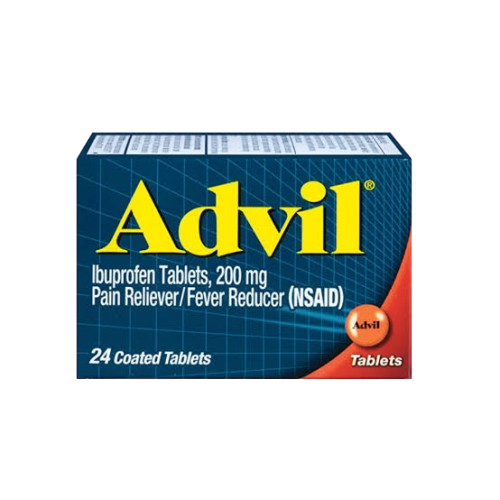 Advil®
Ibuprofen Tablets, 200 mg
Pain Reliever/Fever Reducer (NSAID)
Advil
24 Coated Tablets
Tablets